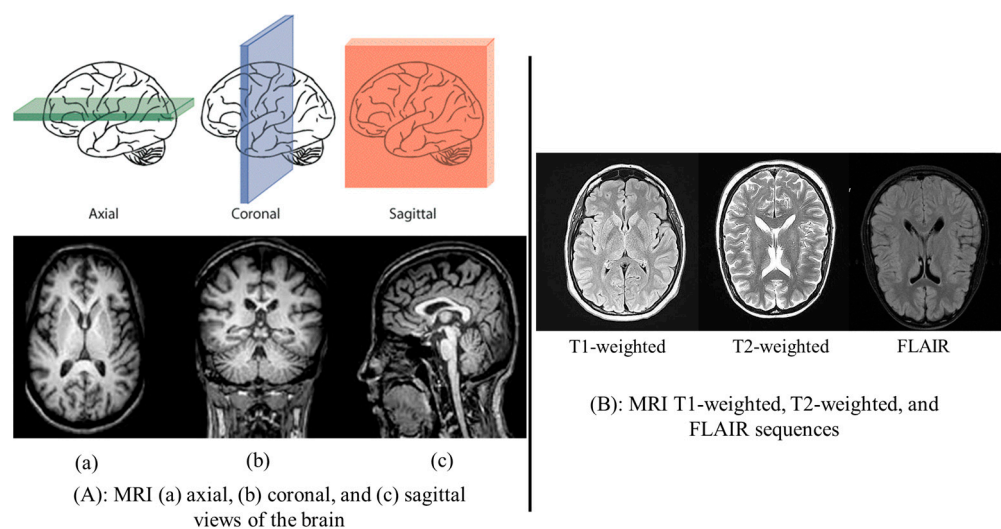 Axial
Coronal
Sagittal
(a)
(b)
(c)
(A): MRI (a) axial, (b) coronal, and (c) sagittal
views of the brain
T1-weighted
T2-weighted
FLAIR
(B): MRI T1-weighted, T2-weighted, and
FLAIR sequences